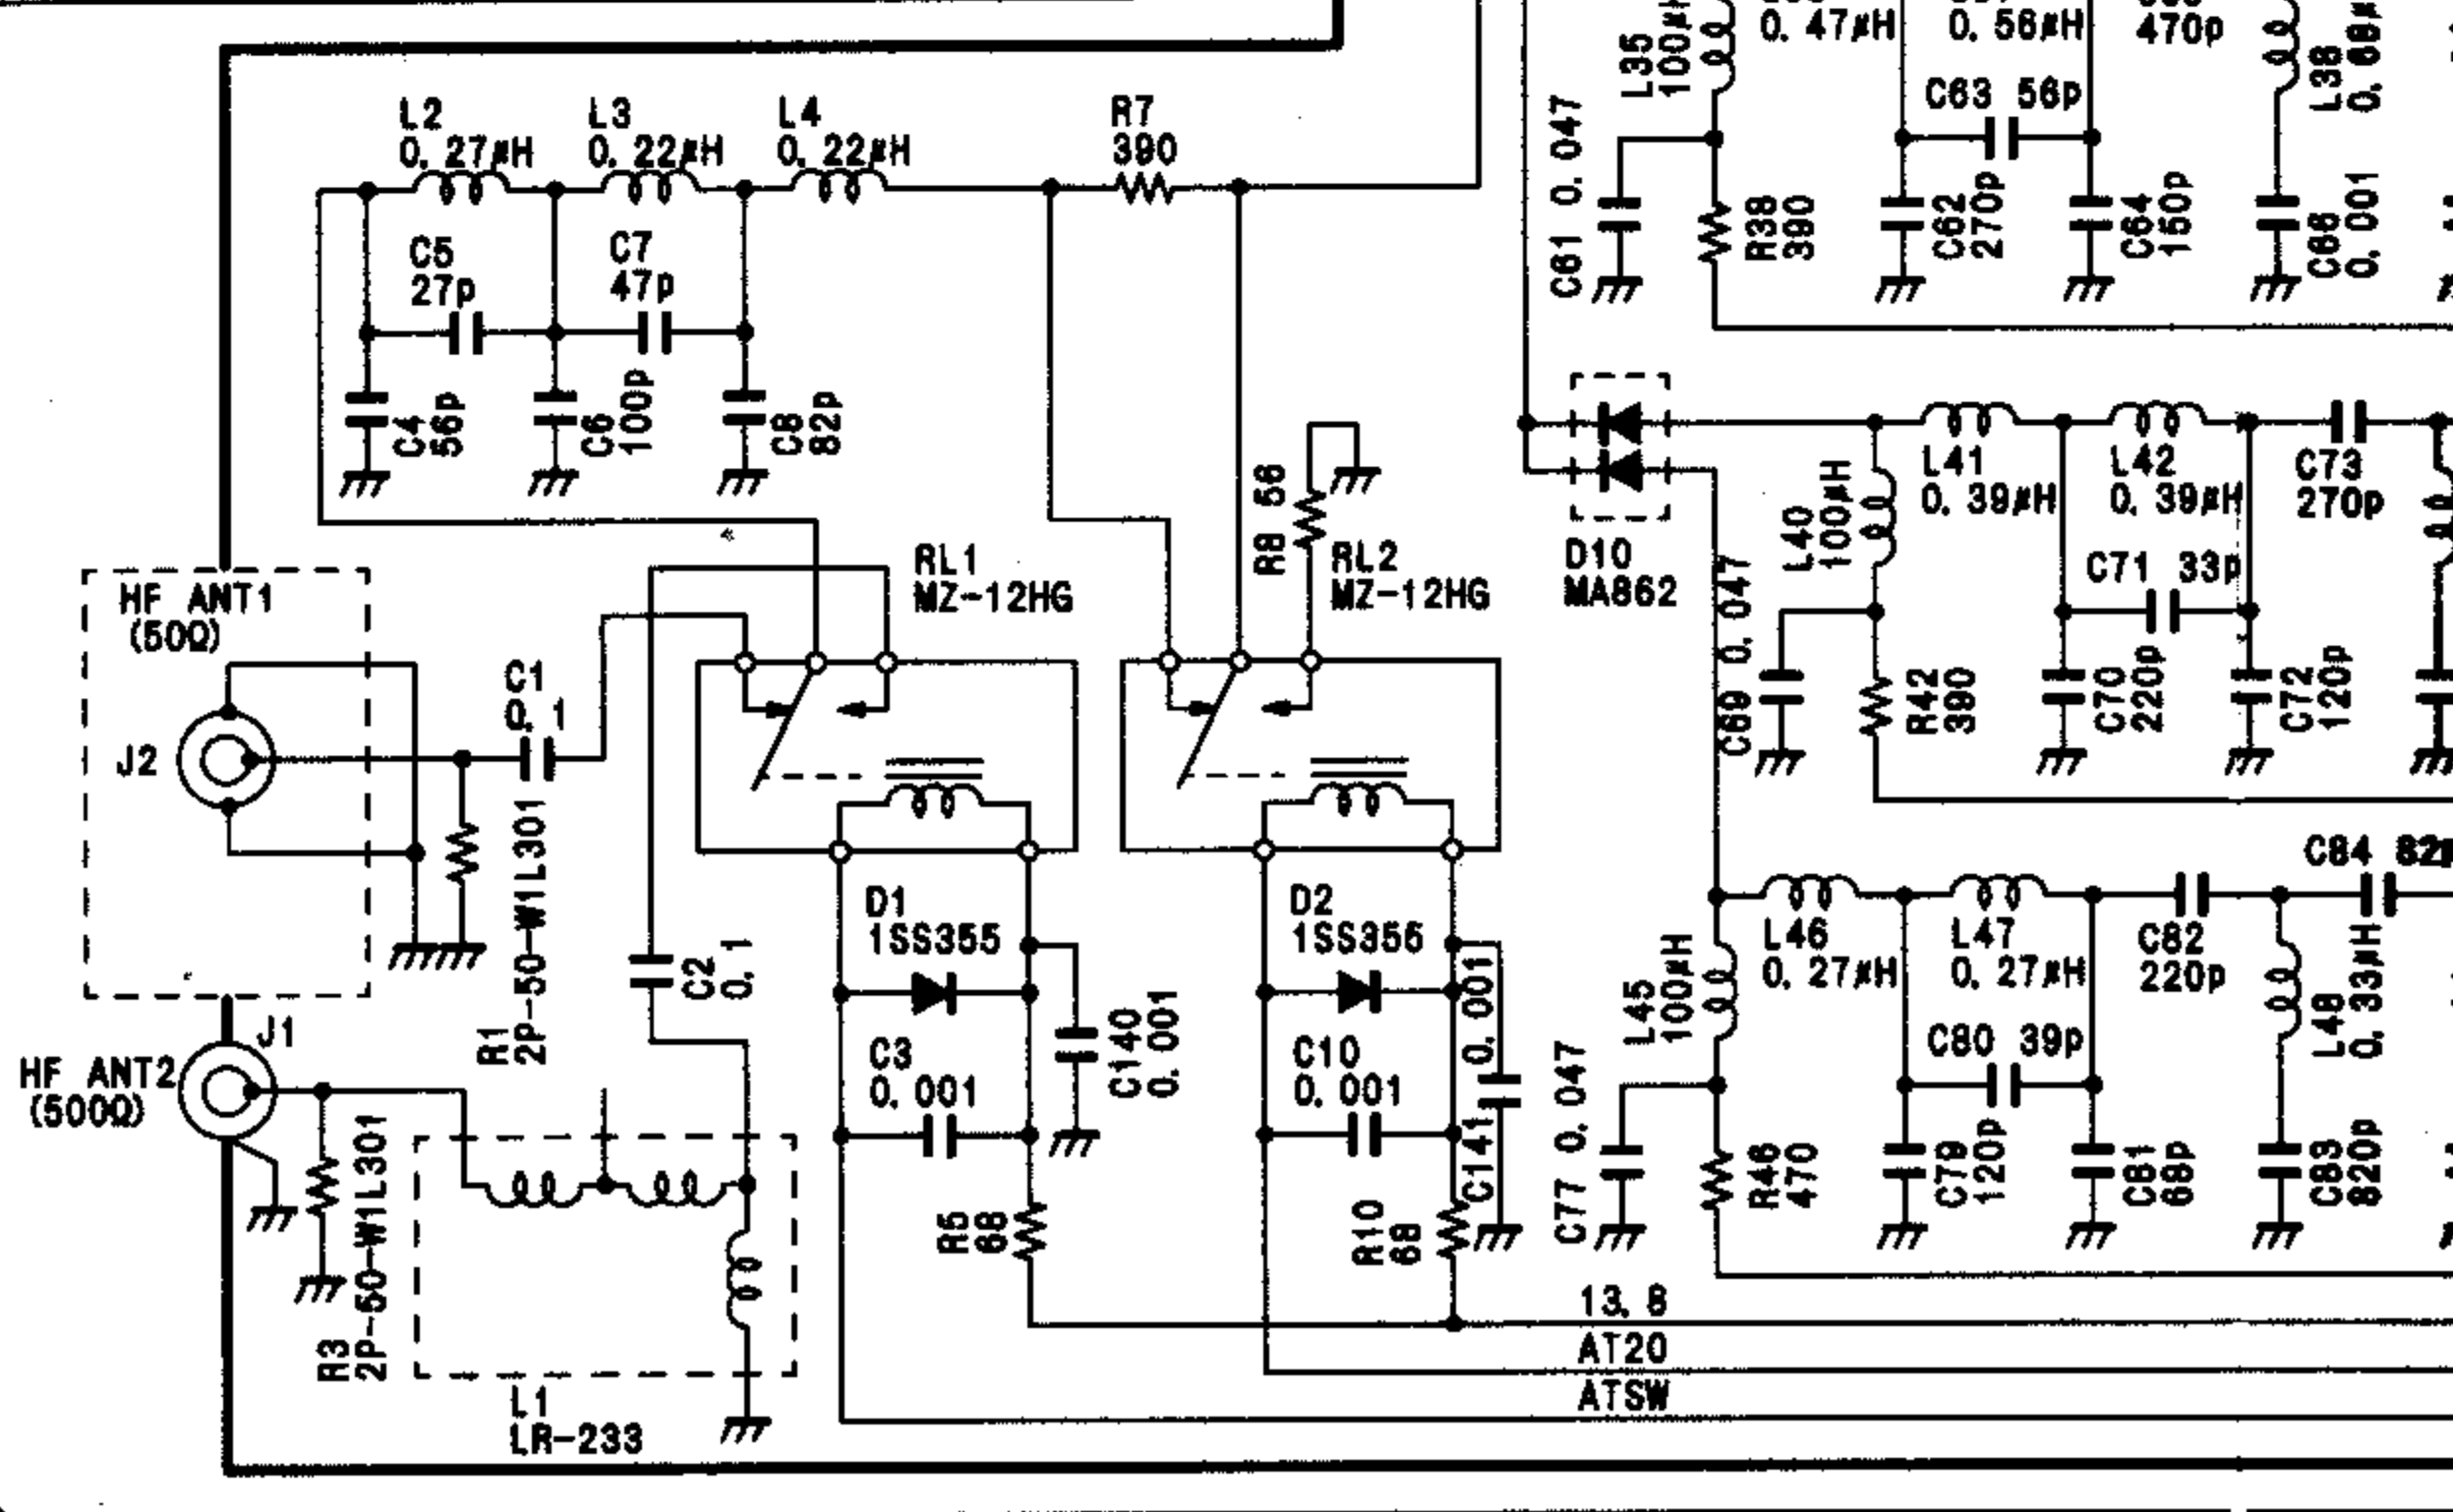 L35
100μH
0.47μH
0.56μH
470p
L38
C63 56p
C61 0.047
R38
390
C62
270p
C64
150p
C66
0.001
L2
0.27μH
L3
0.22μH
L4
0.22μH
R7
390
C5
27p
C7
47p
C4
56p
C6
100p
C8
82p
R8 56
RL1
MZ-12HG
RL2
MZ-12HG
D10
MA862
L40
100μH
L41
0.39μH
L42
0.39μH
C73
270p
C71 33p
C69 0.047
R42
390
C70
220p
C72
120p
HF ANT1
(50Ω)
J2
C1
0.1
R1
2P-50-W1L301
C2
0.1
D1
1SS355
D2
1SS355
C3
0.001
C140
0.001
C10
0.001
C141 0.001
R5
68
R10
68
J1
HF ANT2
(500Ω)
R3
2P-50-W1L301
L1
LR-233
C84 82p
L45
100μH
L46
0.27μH
L47
0.27μH
C82
220p
L48
0.33μH
C80 39p
C77 0.047
R46
470
C79
120p
C81
68p
C83
820p
13.8
AT20
ATSW